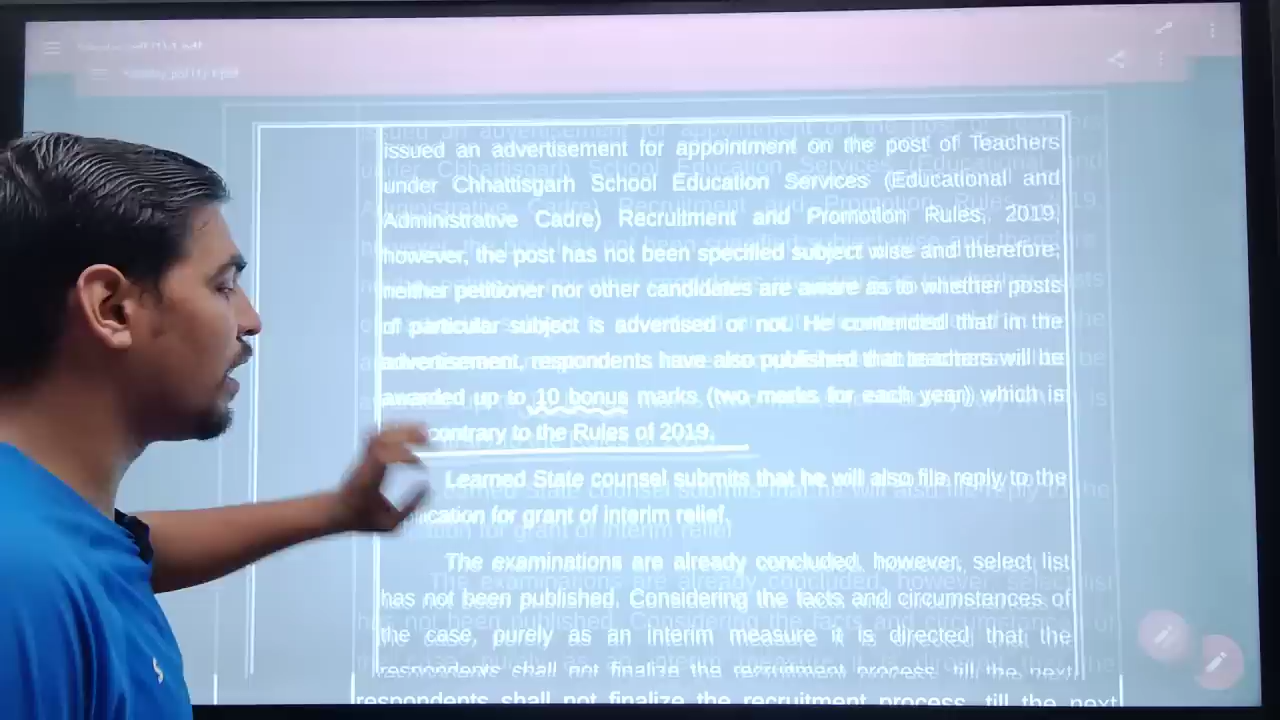 issued an advertisement for appointment on the post of Teachers
under Chhattisgarh School Education Services (Educational and
Administrative Cadre) Recruitment and Promotion Rules, 2019,
however, the post has not been specified subject wise and therefore,
neither petitioner nor other candidates are aware as to whether posts
of particular subject is advertised or not. He contended that in the
advertisement, respondents have also published that teachers will be
awarded up to 10 bonus marks (two marks for each year) which is
contrary to the Rules of 2019.
Learned State counsel submits that he will also file reply to the
for grant of interim relief.
The examinations are already concluded, however, select list
has not been published. Considering the facts and circumstances of
the case, purely as an interim measure it is directed that the
respondents shall not finalize the recruitment process, till the next